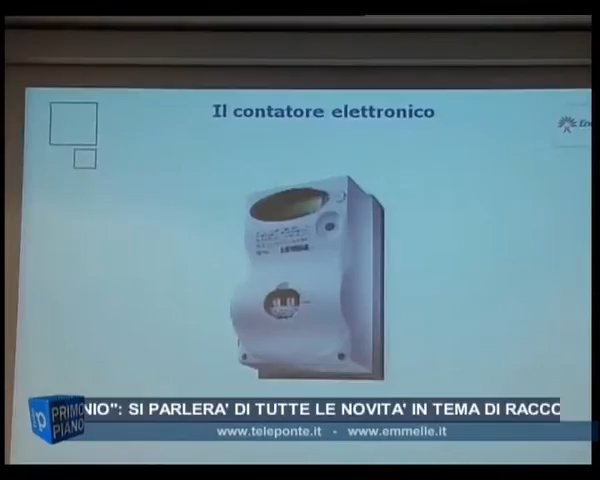 Il contatore elettronico
En
PRIMO
PIANO
NIO": SI PARLERA' DI TUTTE LE NOVITA' IN TEMA DI RACCO
www.teleponte.it - www.emmelle.it